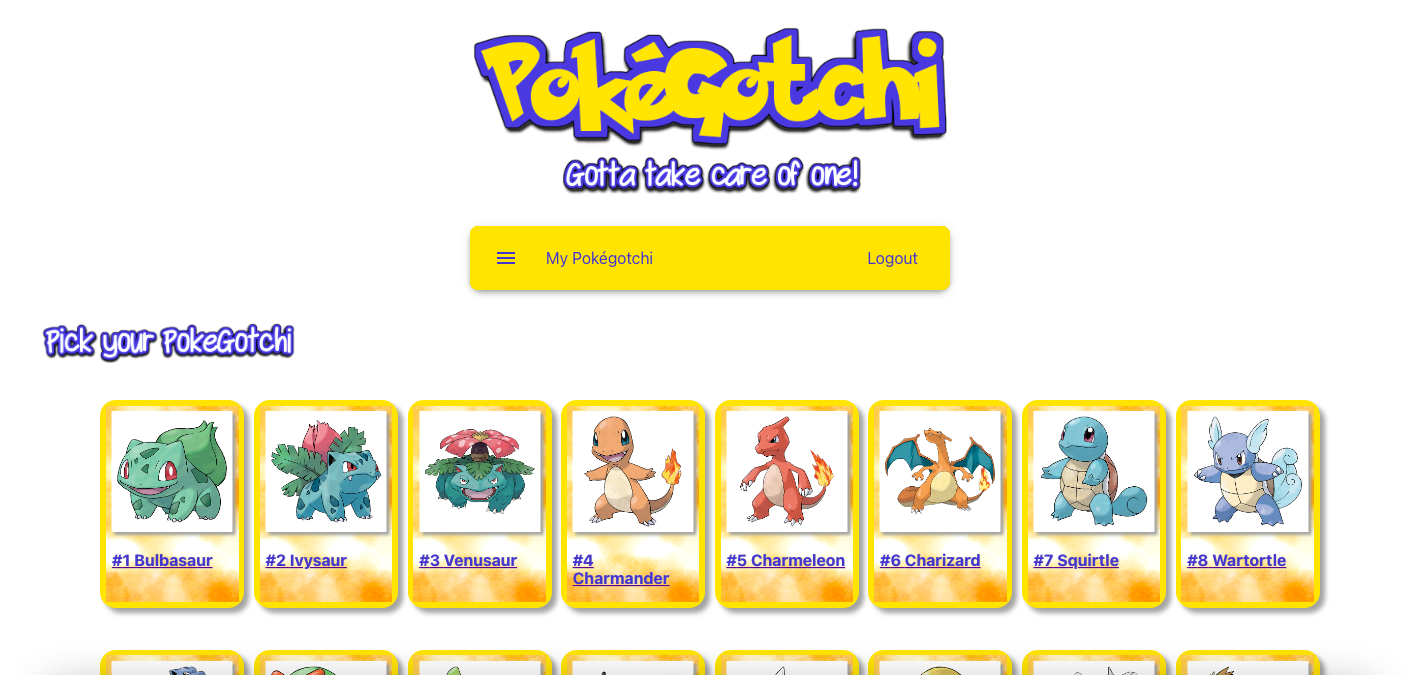 PokéGotchi
Gotta take care of one!
My Pokégotchi
Logout
Pick your PokeGotchi
#1 Bulbasaur
#2 Ivysaur
#3 Venusaur
#4
Charmander
#5 Charmeleon
#6 Charizard
#7 Squirtle
#8 Wartortle